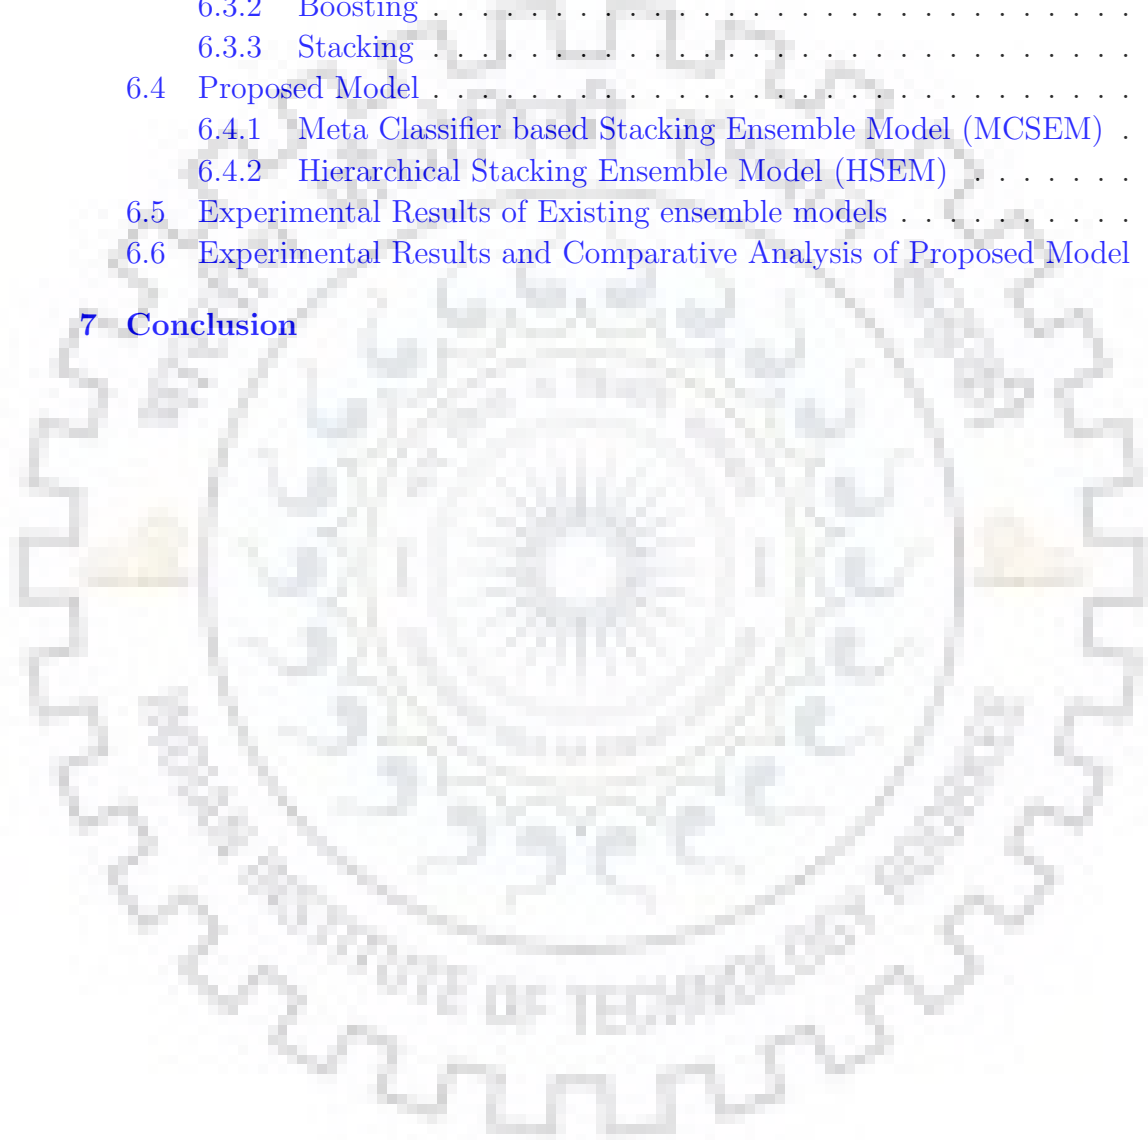 6.3.2 Boosting . . . . . . . . . . . . . . . . . . . . . . . . . . . . .
6.3.3 Stacking . . . . . . . . . . . . . . . . . . . . . . . . . . . . .
6.4 Proposed Model . . . . . . . . . . . . . . . . . . . . . . . . . . . . .
6.4.1 Meta Classifier based Stacking Ensemble Model (MCSEM) .
6.4.2 Hierarchical Stacking Ensemble Model (HSEM) . . . . . . .
6.5 Experimental Results of Existing ensemble models . . . . . . . . . .
6.6 Experimental Results and Comparative Analysis of Proposed Model
7 Conclusion
OF TECHNOLOGY